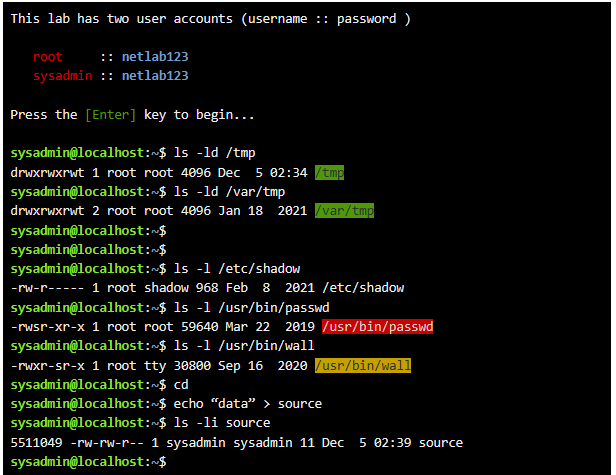 This lab has two user accounts (username :: password )
root     :: netlab123
sysadmin :: netlab123
Press the [Enter] key to begin...
sysadmin@localhost:~$ ls -ld /tmp
drwxrwxrwt 1 root root 4096 Dec  5 02:34 /tmp
sysadmin@localhost:~$ ls -ld /var/tmp
drwxrwxrwt 2 root root 4096 Jan 18  2021 /var/tmp
sysadmin@localhost:~$
sysadmin@localhost:~$
sysadmin@localhost:~$ ls -l /etc/shadow
-rw-r----- 1 root shadow 968 Feb  8  2021 /etc/shadow
sysadmin@localhost:~$ ls -l /usr/bin/passwd
-rwsr-xr-x 1 root root 59640 Mar 22  2019 /usr/bin/passwd
sysadmin@localhost:~$ ls -l /usr/bin/wall
-rwxr-sr-x 1 root tty 30800 Sep 16  2020 /usr/bin/wall
sysadmin@localhost:~$ cd
sysadmin@localhost:~$ echo “data” > source
sysadmin@localhost:~$ ls -li source
5511049 -rw-rw-r-- 1 sysadmin sysadmin 11 Dec  5 02:39 source
sysadmin@localhost:~$